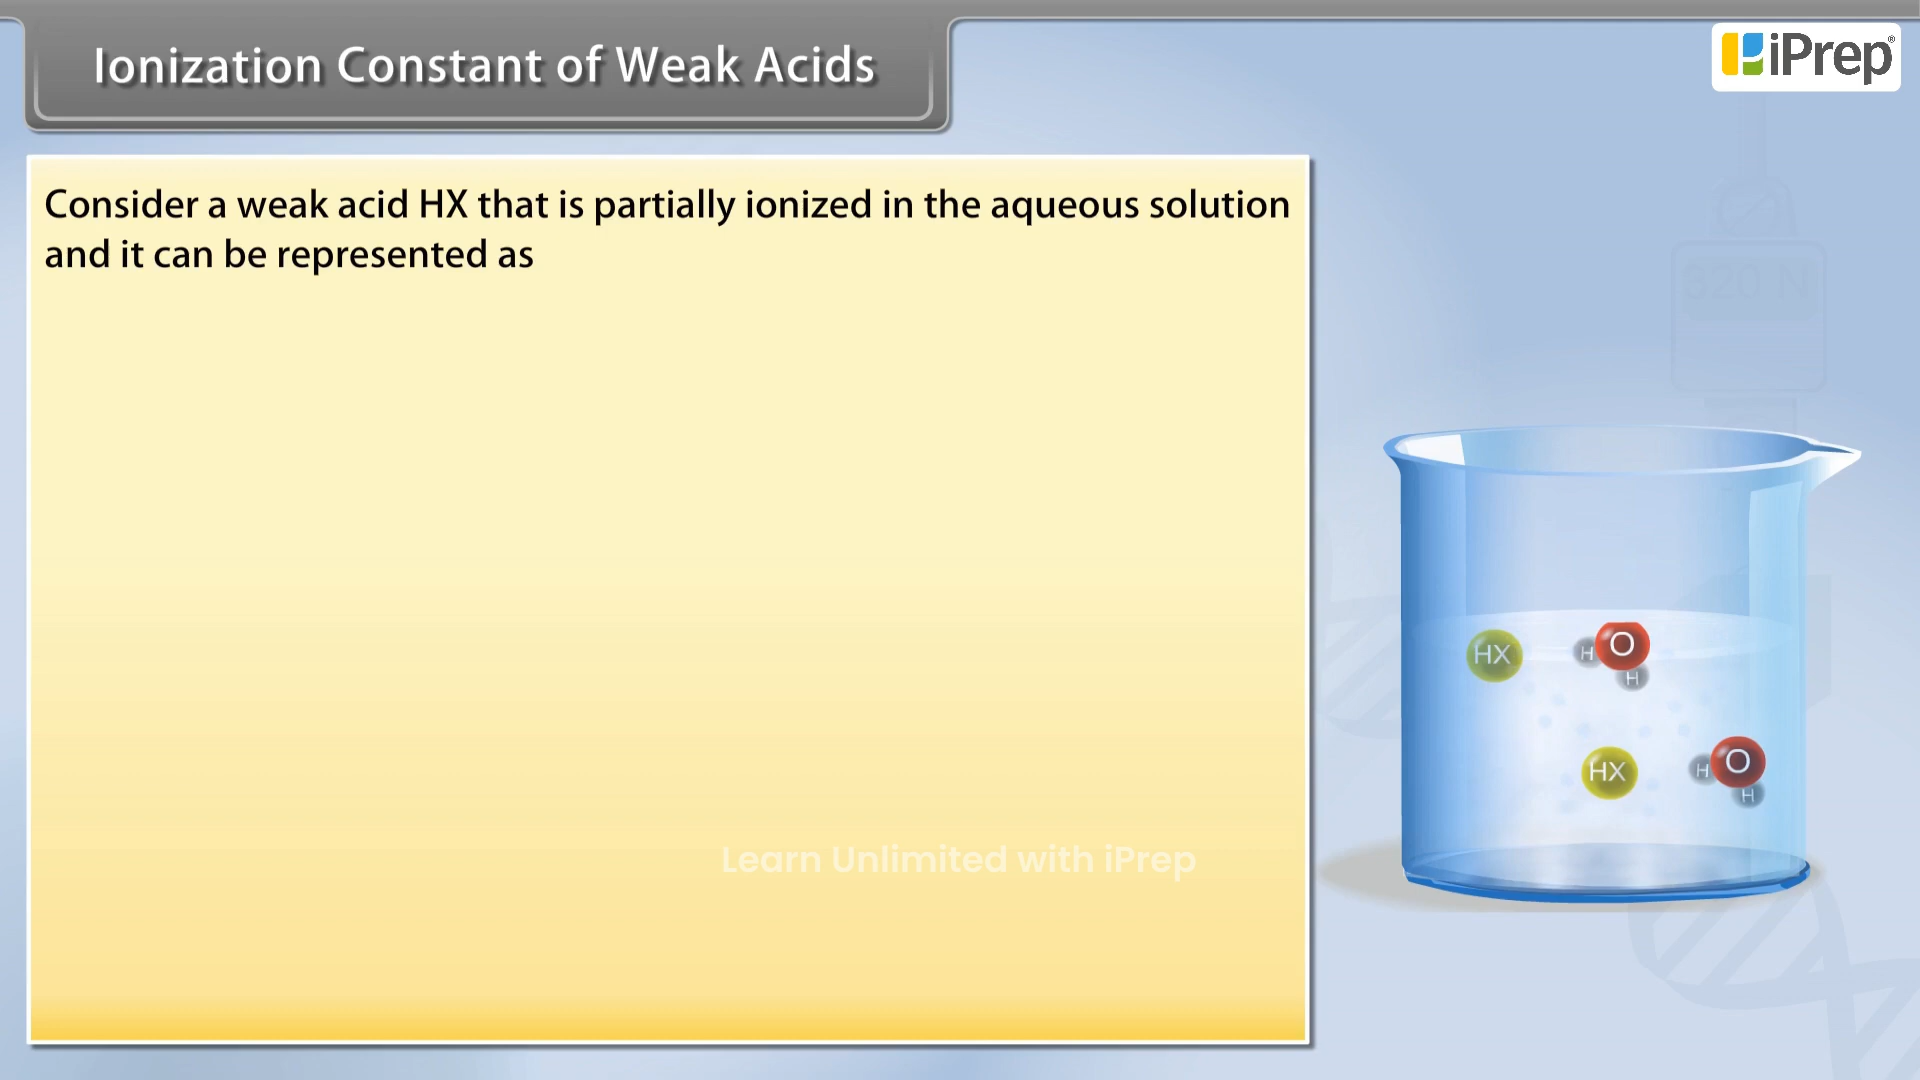 Ionization Constant of Weak Acids
iPrep®
Consider a weak acid HX that is partially ionized in the aqueous solution
and it can be represented as
320 N
HX
H
O
H
HX
H
O
H
Learn Unlimited with iPrep